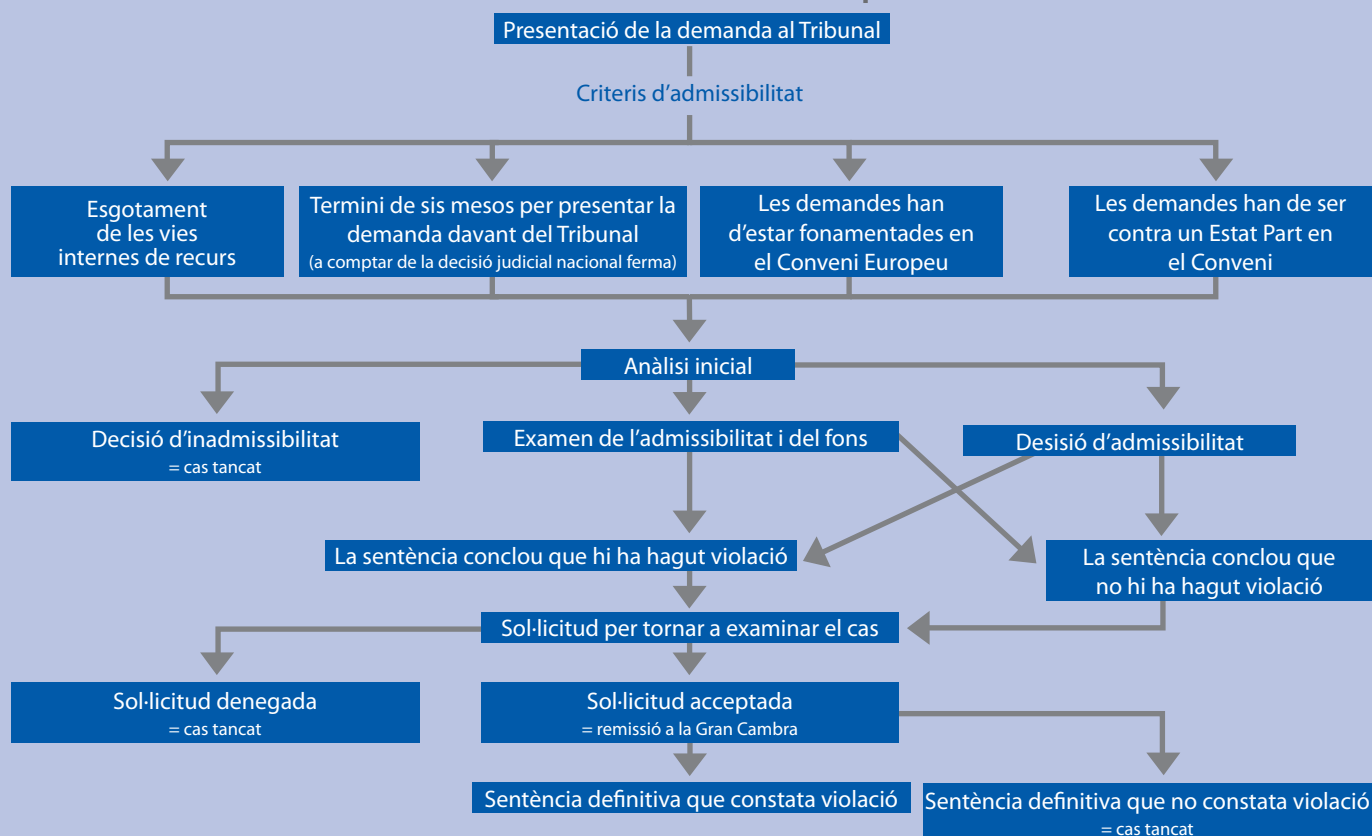 Presentació de la demanda al Tribunal
Criteris d'admissibilitat
Esgotament
de les vies
internes de recurs
Termini de sis mesos per presentar la
demanda davant del Tribunal
(a comptar de la decisió judicial nacional ferma)
Les demandes han
d'estar fonamentades en
el Conveni Europeu
Les demandes han de ser
contra un Estat Part en
el Conveni
Anàlisi inicial
Decisió d'inadmissibilitat
= cas tancat
Examen de l'admissibilitat i del fons
Desisió d'admissibilitat
La sentència conclou que hi ha hagut violació
La sentència conclou que
no hi ha hagut violació
Sol·licitud per tornar a examinar el cas
Sol·licitud denegada
= cas tancat
Sol·licitud acceptada
= remissió a la Gran Cambra
Sentència definitiva que constata violació
Sentència definitiva que no constata violació
= cas tancat